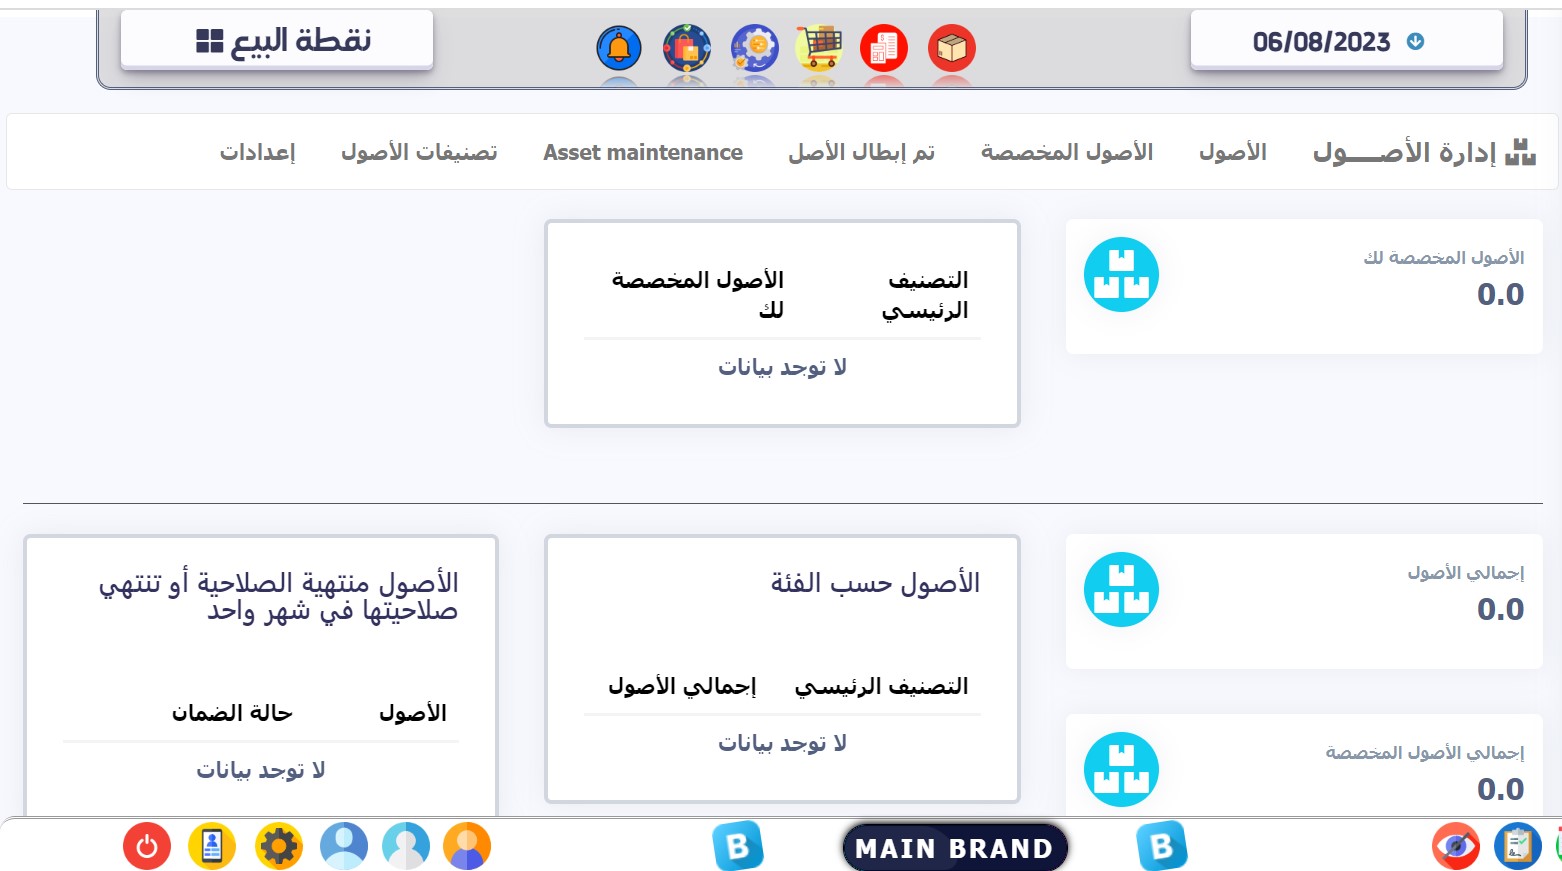 06/08/2023
نقطة البيع
إدارة الأصـــــول
الأصول
الأصول المخصصة
تم إبطال الأصل
Asset maintenance
تصنيفات الأصول
إعدادات
الأصول المخصصة لك
0.0
التصنيف الرئيسي
الأصول المخصصة لك
لا توجد بيانات
إجمالي الأصول
0.0
إجمالي الأصول المخصصة
0.0
الأصول حسب الفئة
التصنيف الرئيسي
إجمالي الأصول
لا توجد بيانات
الأصول منتهية الصلاحية أو تنتهي
صلاحيتها في شهر واحد
الأصول
حالة الضمان
لا توجد بيانات
B
MAIN BRAND
B